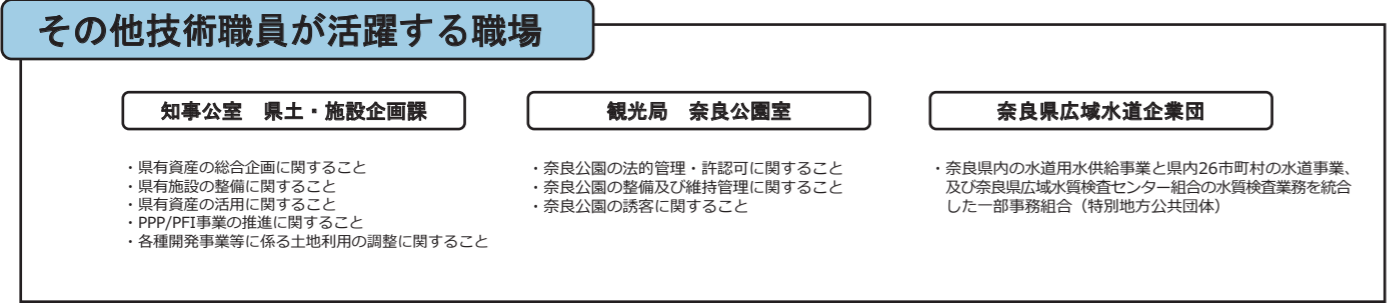 その他技術職員が活躍する職場
知事公室　県土・施設企画課
・県有資産の総合企画に関すること
・県有施設の整備に関すること
・県有資産の活用に関すること
・PPP/PFI事業の推進に関すること
・各種開発事業等に係る土地利用の調整に関すること
観光局　奈良公園室
・奈良公園の法的管理・許認可に関すること
・奈良公園の整備及び維持管理に関すること
・奈良公園の誘客に関すること
奈良県広域水道企業団
・奈良県内の水道用水供給事業と県内26市町村の水道事業、
及び奈良県広域水質検査センター組合の水質検査業務を統合
した一部事務組合（特別地方公共団体）